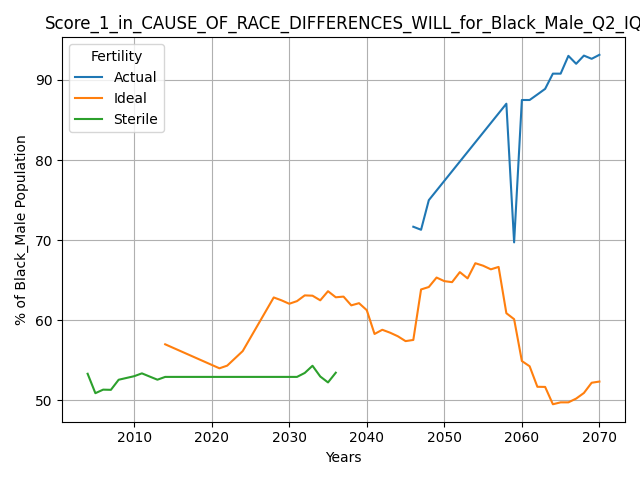 Score_1_in_CAUSE_OF_RACE_DIFFERENCES_WILL_for_Black_Male_Q2_IQ
Fertility
Actual
Ideal
Sterile
% of Black_Male Population
90
80
70
60
50
2010 2020 2030 2040 2050 2060 2070
Years